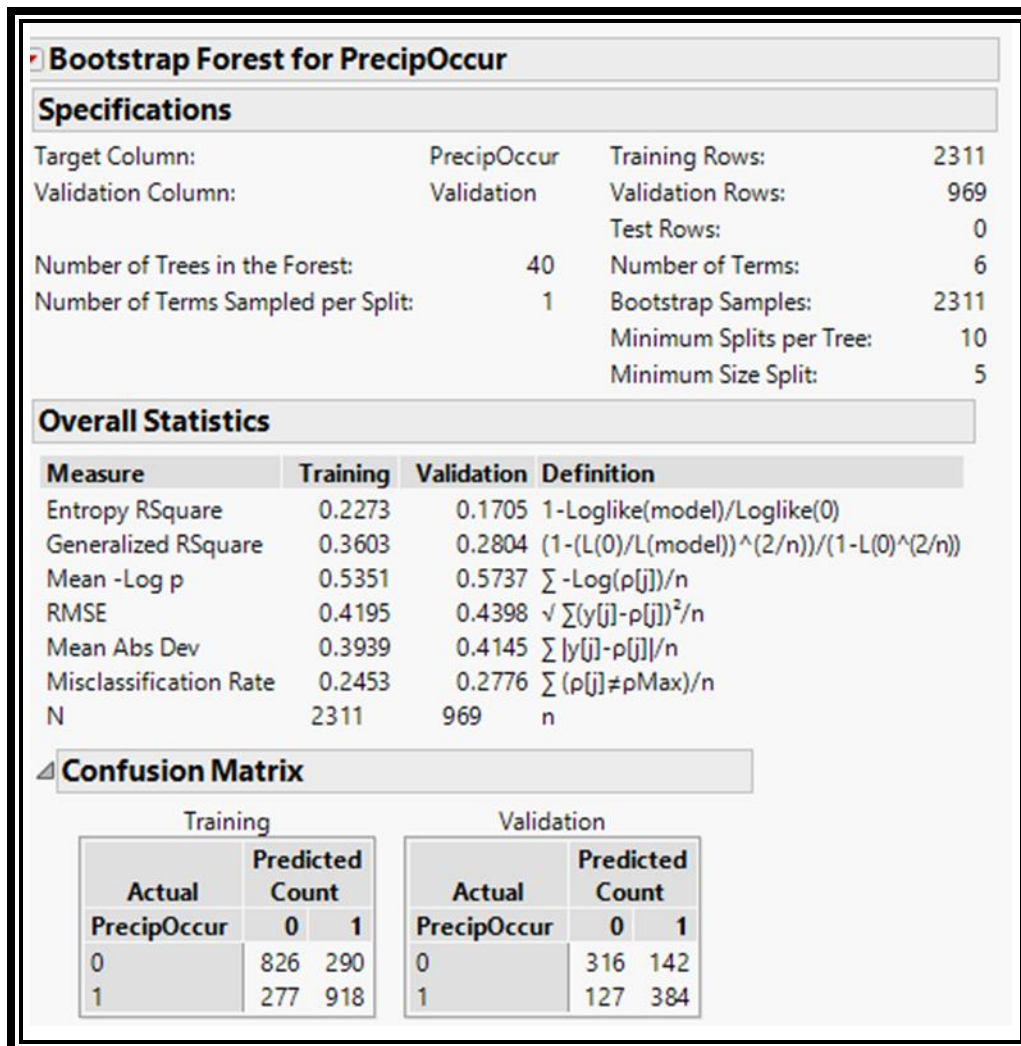 Bootstrap Forest for PrecipOccur
Specifications
Target Column: PrecipOccur Training Rows: 2311
Validation Column: Validation Validation Rows: 969
Test Rows: 0
Number of Trees in the Forest: 40 Number of Terms: 6
Number of Terms Sampled per Split: 1 Bootstrap Samples: 2311
Minimum Splits per Tree: 10
Minimum Size Split: 5
Overall Statistics
Measure Training Validation Definition
Entropy RSquare 0.2273 0.1705 1-Loglike(model)/Loglike(0)
Generalized RSquare 0.3603 0.2804 (1-(L(0)/L(model))^(2/n))/(1-L(0)^(2/n))
Mean -Log p 0.5351 0.5737 ∑ -Log(ρ[j])/n
RMSE 0.4195 0.4398 √ ∑(y[j]-ρ[j])²/n
Mean Abs Dev 0.3939 0.4145 ∑ |y[j]-ρ[j]|/n
Misclassification Rate 0.2453 0.2776 ∑ (ρ[j]≠ρMax)/n
N 2311 969 n
Confusion Matrix
Training Validation
Predicted Predicted
Actual Count Actual Count
PrecipOccur 0 1 PrecipOccur 0 1
0 826 290 0 316 142
1 277 918 1 127 384